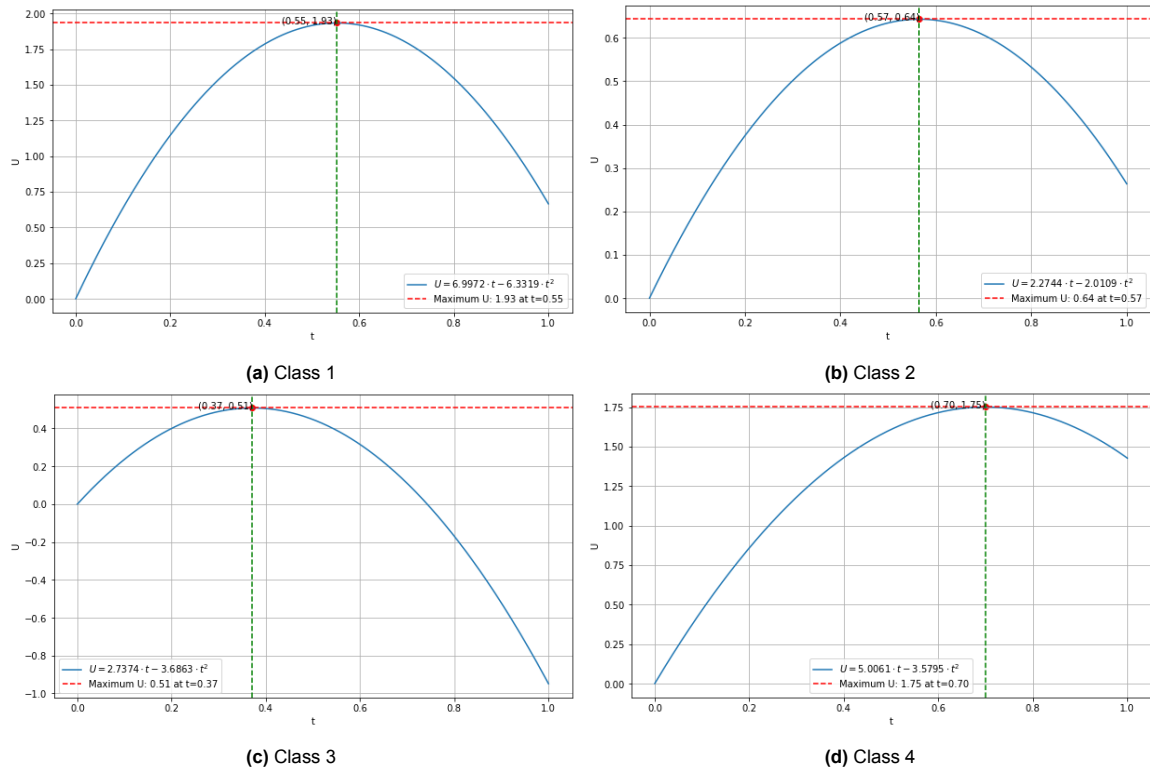 2.00
1.75
1.50
1.25
1.00
0.75
0.50
0.25
0.00
U
(0.55, 1.93)
U = 6.9972 · t − 6.3319 · t²
Maximum U: 1.93 at t=0.55
0.0 0.2 0.4 0.6 0.8 1.0
t
(a) Class 1
0.6
0.5
0.4
0.3
0.2
0.1
0.0
U
(0.57, 0.64)
U = 2.2744 · t − 2.0109 · t²
Maximum U: 0.64 at t=0.57
0.0 0.2 0.4 0.6 0.8 1.0
t
(b) Class 2
0.4
0.2
0.0
−0.2
−0.4
−0.6
−0.8
−1.0
U
(0.37, 0.51)
U = 2.7374 · t − 3.6863 · t²
Maximum U: 0.51 at t=0.37
0.0 0.2 0.4 0.6 0.8 1.0
t
(c) Class 3
1.75
1.50
1.25
1.00
0.75
0.50
0.25
0.00
U
(0.70, 1.75)
U = 5.0061 · t − 3.5795 · t²
Maximum U: 1.75 at t=0.70
0.0 0.2 0.4 0.6 0.8 1.0
t
(d) Class 4